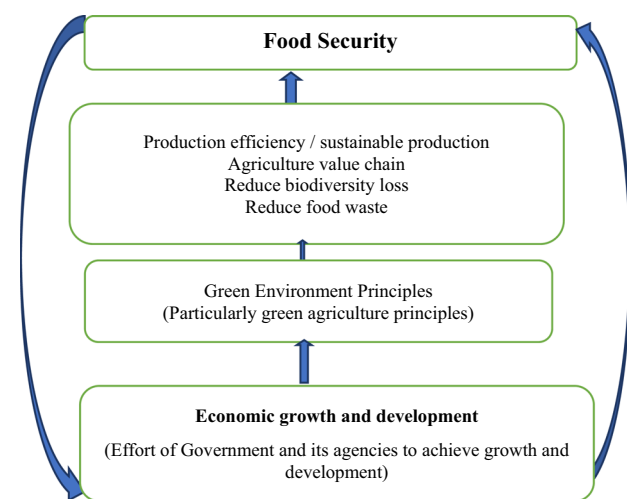 Food Security
Production efficiency / sustainable production
Agriculture value chain
Reduce biodiversity loss
Reduce food waste
Green Environment Principles
(Particularly green agriculture principles)
Economic growth and development
(Effort of Government and its agencies to achieve growth and
development)